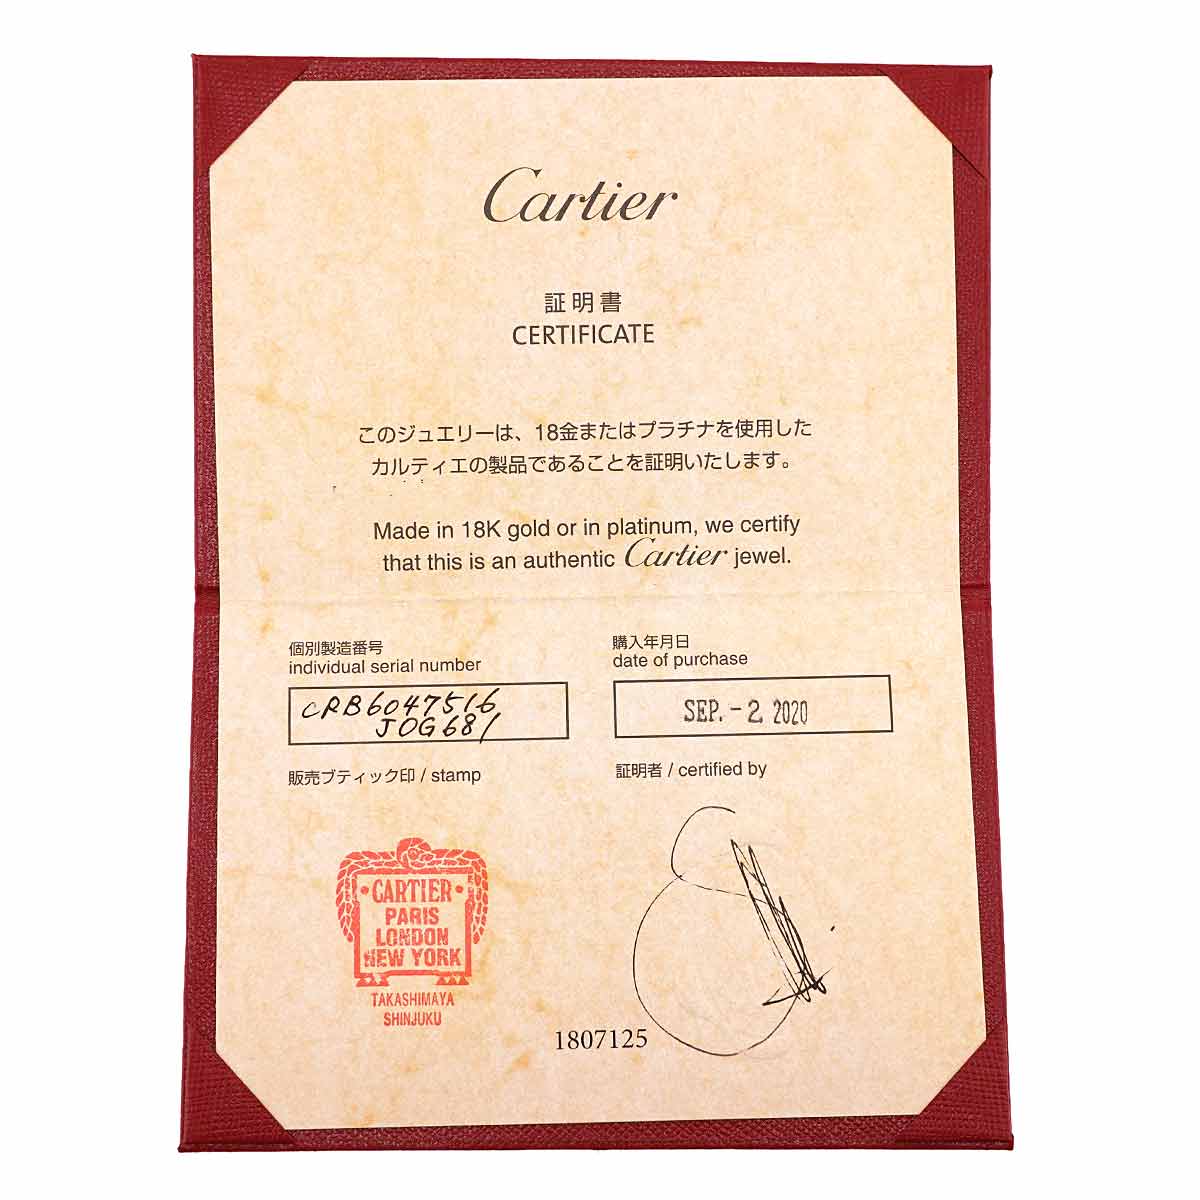 Cartier
証明書
CERTIFICATE
このジュエリーは、18金またはプラチナを使用した
カルティエの製品であることを証明いたします。
Made in 18K gold or in platinum, we certify
that this is an authentic Cartier jewel.
個別製造番号
individual serial number
CRB6047516
JOG681
購入年月日
date of purchase
SEP. -2. 2020
販売ブティック印 / stamp
証明者 / certified by
CARTIER
PARIS
LONDON
NEW YORK
TAKASHIMAYA
SHINJUKU
1807125